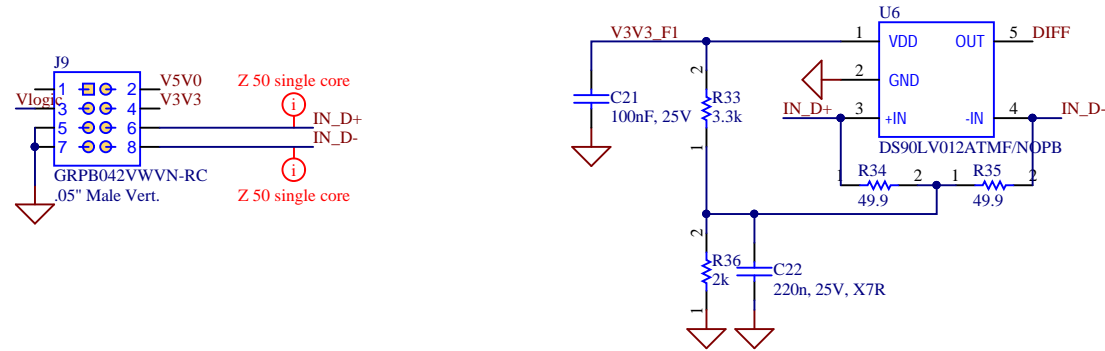 J9
1
2
V5V0
Vlogic
3
4
V3V3
5
6
IN_D+
7
8
IN_D-
GRPB042VWVN-RC
.05" Male Vert.
Z 50 single core
i
i
Z 50 single core
U6
V3V3_F1
1
VDD
OUT
5
DIFF
2
GND
IN_D+
3
+IN
-IN
4
IN_D-
DS90LV012ATMF/NOPB
C21
100nF, 25V
2
R33
3.3k
1
1
R34
2
49.9
1
R35
2
49.9
2
R36
2k
1
C22
220n, 25V, X7R